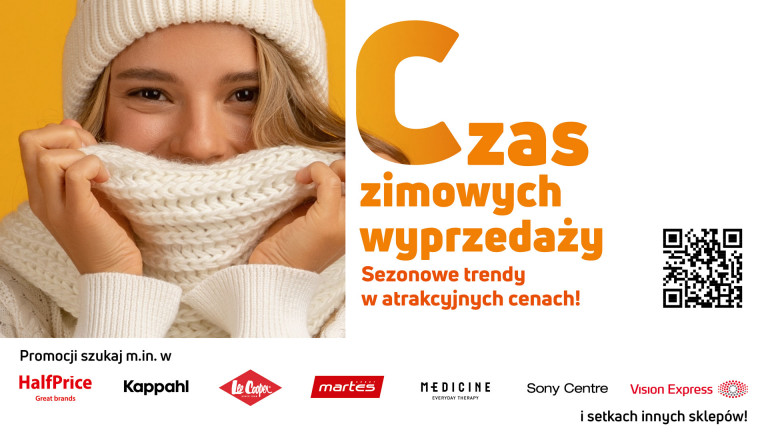 Czas
zimowych
wyprzedaży
Sezonowe trendy
w atrakcyjnych cenach!
Promocji szukaj m.in. w
HalfPrice
Great brands
Kappahl
Lee Cooper
martes
MEDICINE
EVERYDAY THERAPY
Sony Centre
Vision Express
i setkach innych sklepów!